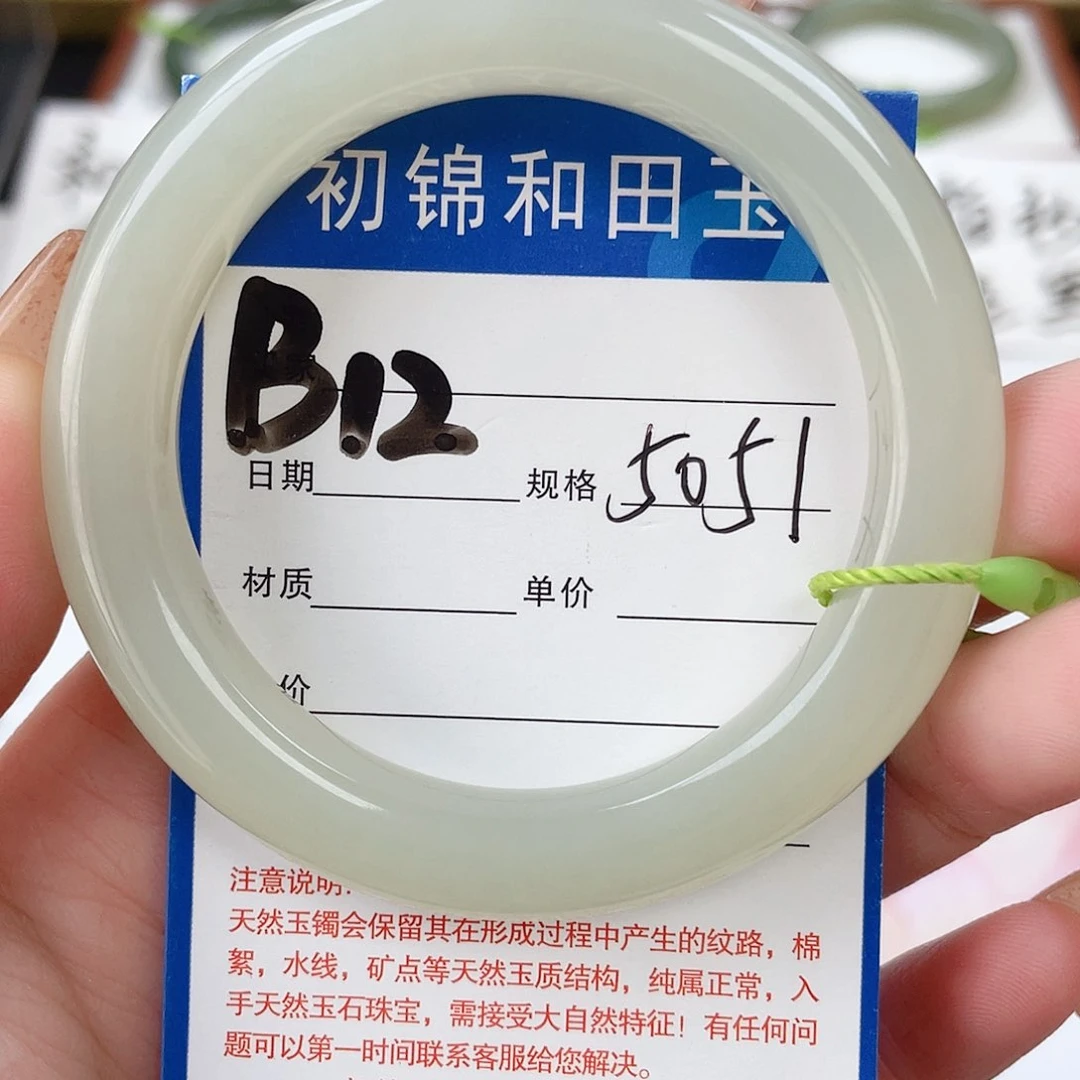 初锦和田玉
B12
日期 规格 5051
材质 单价
价
注意说明:
天然玉镯会保留其在形成过程中产生的纹路，棉
絮，水线，矿点等天然玉质结构，纯属正常，入
手天然玉石珠宝，需接受大自然特征！有任何问
题可以第一时间联系客服给您解决。